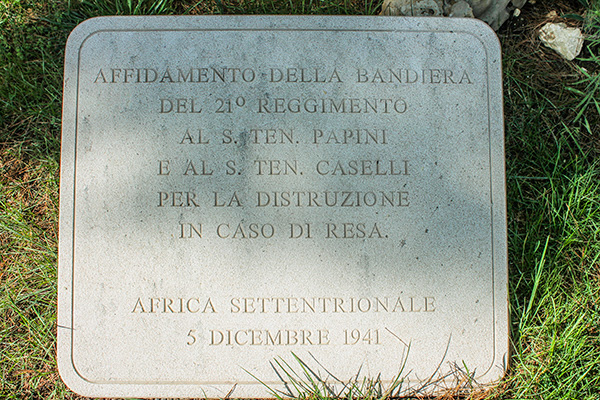 AFFIDAMENTO DELLA BANDIERA
DEL 21º REGGIMENTO
AL S. TEN. PAPINI
E AL S. TEN. CASELLI
PER LA DISTRUZIONE
IN CASO DI RESA.
AFRICA SETTENTRIONALE
5 DICEMBRE 1941